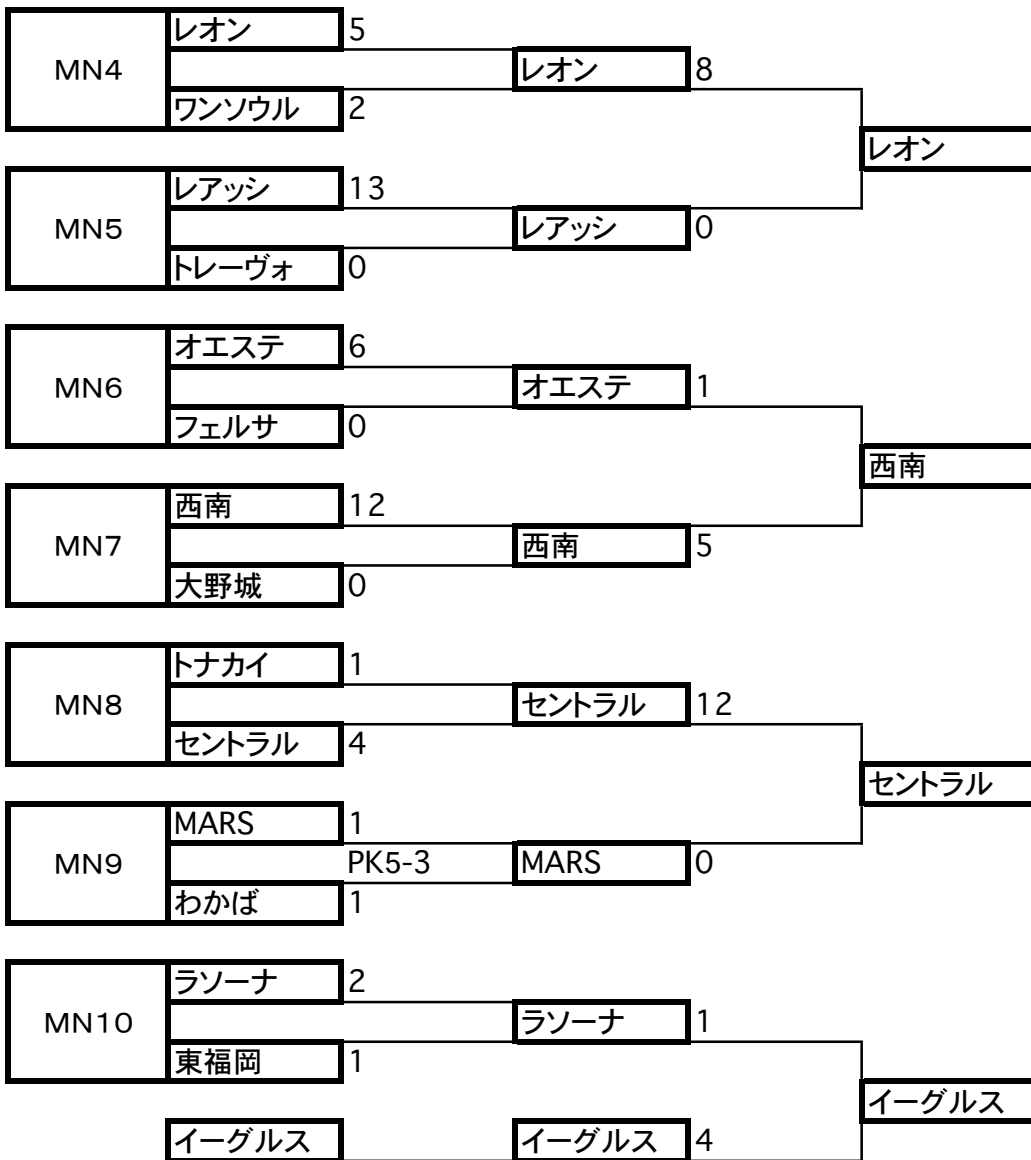 レオン 5
MN4 レオン 8
ワンソウル 2
レオン
レアッシ 13
MN5 レアッシ 0
トレーヴォ 0
オエステ 6
MN6 オエステ 1
フェルサ 0
西南
西南 12
MN7 西南 5
大野城 0
トナカイ 1
MN8 セントラル 12
セントラル 4
セントラル
MARS 1
MN9 PK5-3 MARS 0
わかば 1
ラソーナ 2
MN10 ラソーナ 1
東福岡 1
イーグルス
イーグルス イーグルス 4